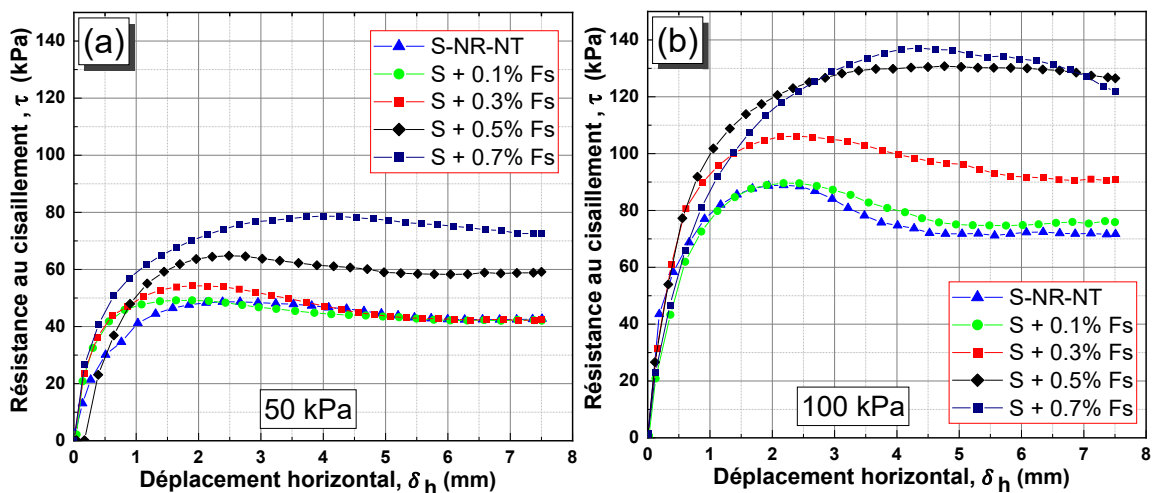 (a)
Résistance au cisaillement , τ (kPa)
140
120
100
80
60
40
20
0
S-NR-NT
S + 0.1% Fs
S + 0.3% Fs
S + 0.5% Fs
S + 0.7% Fs
50 kPa
0 1 2 3 4 5 6 7 8
Déplacement horizontal, δ h (mm)
(b)
Résistance au cisaillement , τ (kPa)
140
120
100
80
60
40
20
0
S-NR-NT
S + 0.1% Fs
S + 0.3% Fs
S + 0.5% Fs
S + 0.7% Fs
100 kPa
0 1 2 3 4 5 6 7 8
Déplacement horizontal, δ h (mm)